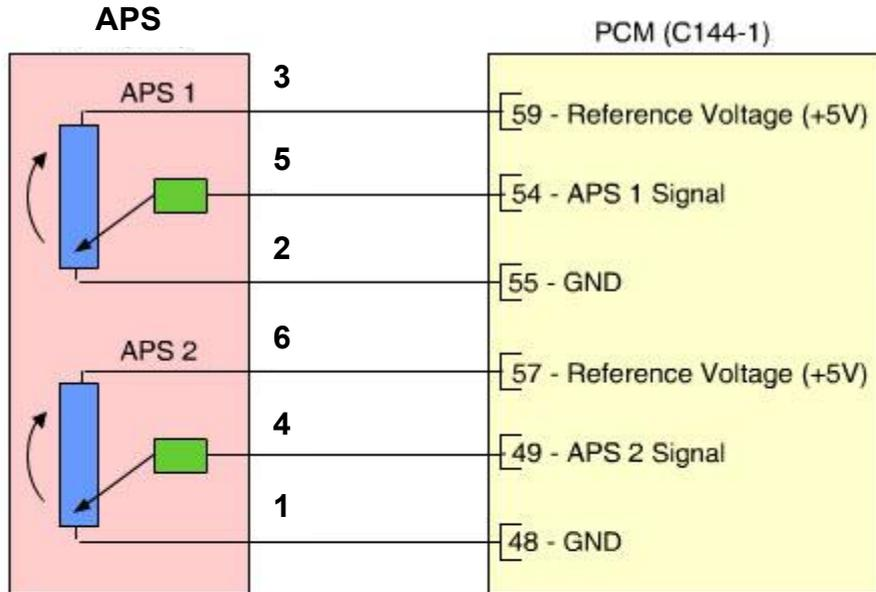 APS
PCM (C144-1)
APS 1
3
59 - Reference Voltage (+5V)
5
54 - APS 1 Signal
2
55 - GND
APS 2
6
57 - Reference Voltage (+5V)
4
49 - APS 2 Signal
1
48 - GND